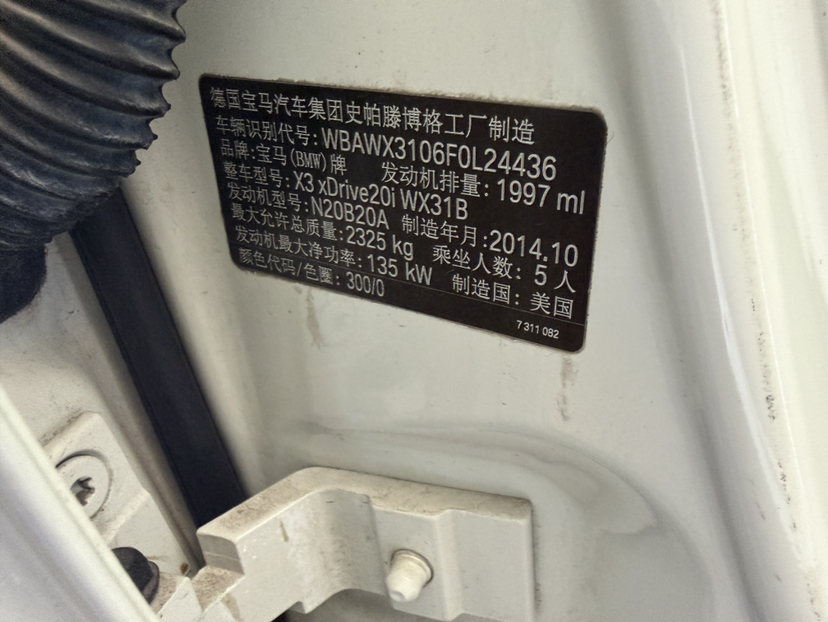 德国宝马汽车集团史帕滕博格工厂制造
车辆识别代号: WBAWX3106F0L24436
品牌: 宝马(BMW)牌 发动机排量: 1997 ml
整车型号: X3 xDrive20i WX31B
发动机型号: N20B20A 制造年月: 2014.10
最大允许总质量: 2325 kg 乘坐人数: 5 人
发动机最大净功率: 135 kW 制造国: 美国
颜色代码/色圈: 300/0
7 311 082